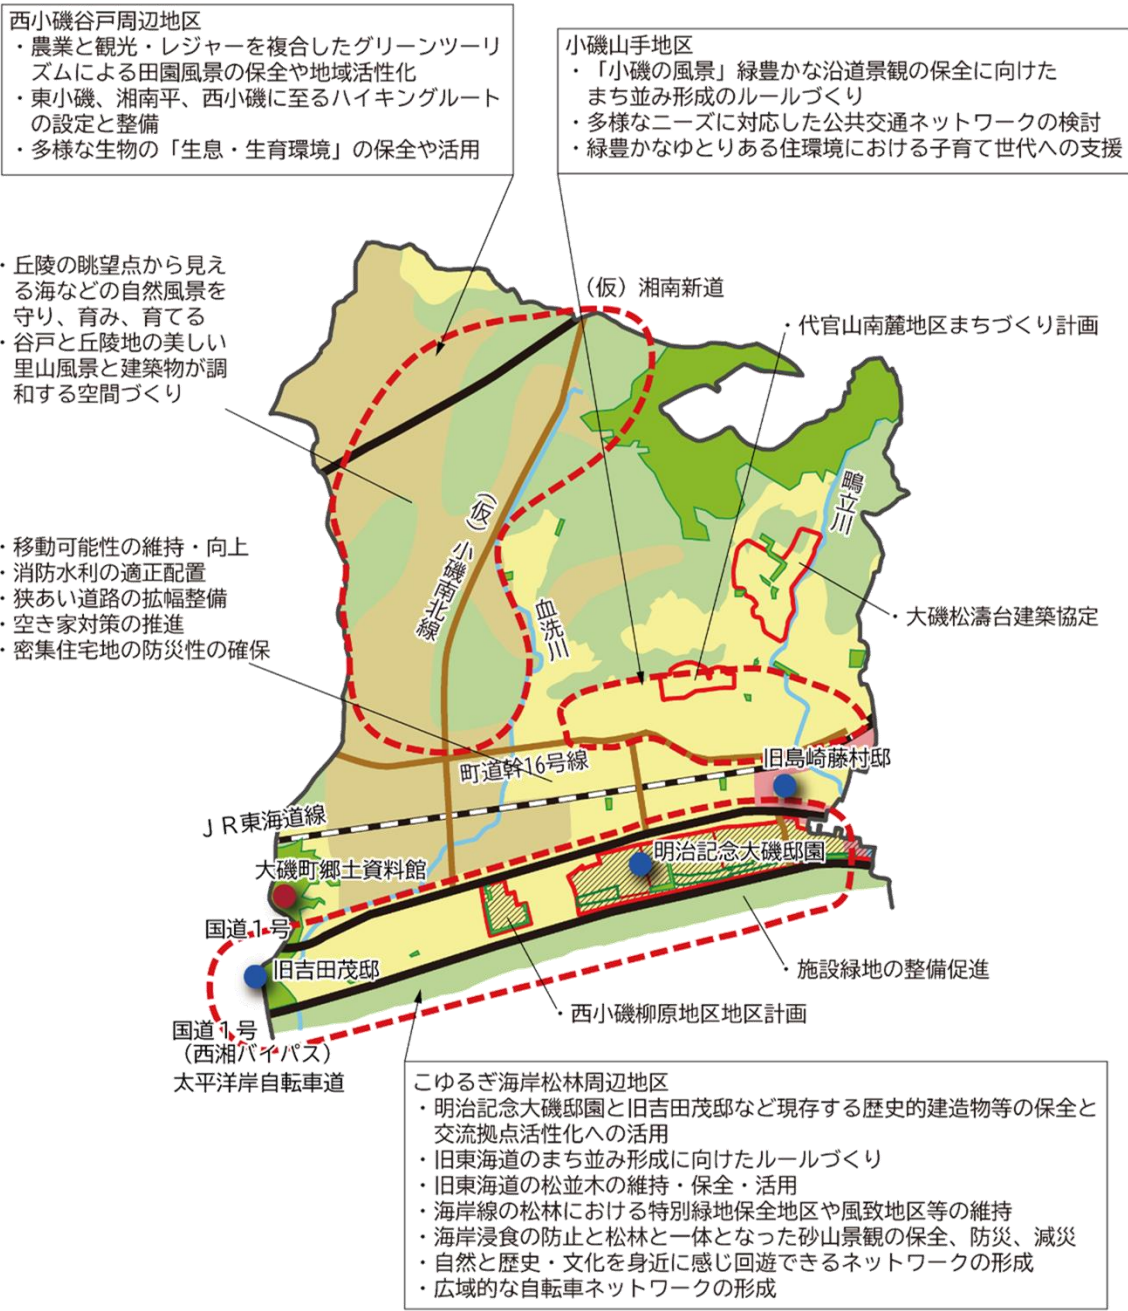 西小磯谷戸周辺地区
・農業と観光・レジャーを複合したグリーンツーリ
ズムによる田園風景の保全や地域活性化
・東小磯、湘南平、西小磯に至るハイキングルート
の設定と整備
・多様な生物の「生息・生育環境」の保全や活用
小磯山手地区
・「小磯の風景」緑豊かな沿道景観の保全に向けた
まち並み形成のルールづくり
・多様なニーズに対応した公共交通ネットワークの検討
・緑豊かなゆとりある住環境における子育て世代への支援
・丘陵の眺望点から見え
る海などの自然風景を
守り、育み、育てる
・谷戸と丘陵地の美しい
里山風景と建築物が調
和する空間づくり
（仮）湘南新道
・代官山南麓地区まちづくり計画
鴫立川
（仮）小磯南北線
・移動可能性の維持・向上
・消防水利の適正配置
・狭あい道路の拡幅整備
・空き家対策の推進
・密集住宅地の防災性の確保
血洗川
・大磯松濤台建築協定
町道幹16号線
旧島崎藤村邸
ＪＲ東海道線
明治記念大磯邸園
大磯町郷土資料館
国道１号
旧吉田茂邸
・施設緑地の整備促進
・西小磯柳原地区地区計画
国道１号
（西湘バイパス）
太平洋岸自転車道
こゆるぎ海岸松林周辺地区
・明治記念大磯邸園と旧吉田茂邸など現存する歴史的建造物等の保全と
交流拠点活性化への活用
・旧東海道のまち並み形成に向けたルールづくり
・旧東海道の松並木の維持・保全・活用
・海岸線の松林における特別緑地保全地区や風致地区等の維持
・海岸浸食の防止と松林と一体となった砂山景観の保全、防災、減災
・自然と歴史・文化を身近に感じ回遊できるネットワークの形成
・広域的な自転車ネットワークの形成